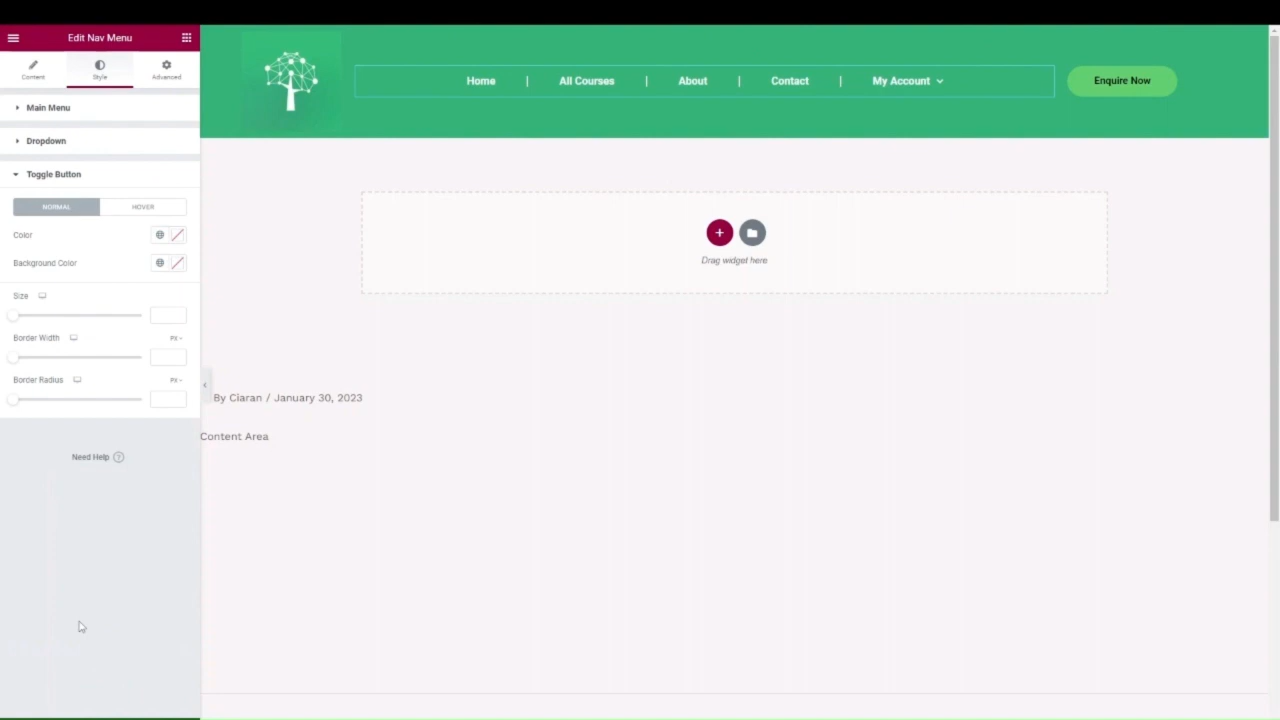 Edit Nav Menu
Content
Style
Advanced
Main Menu
Dropdown
Toggle Button
NORMAL
HOVER
Color
Background Color
Size
Border Width
PX
Border Radius
PX
Need Help
?
Home | All Courses | About | Contact | My Account
Enquire Now
+
Drag widget here
By Ciaran / January 30, 2023
Content Area